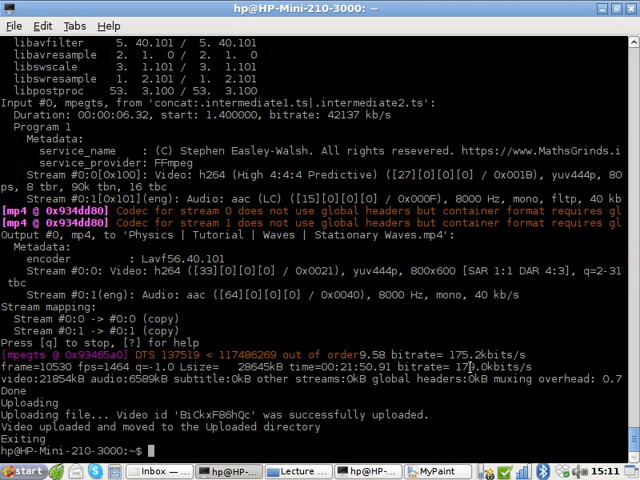 hp@HP-Mini-210-3000: ~
File Edit Tabs Help
libavfilter 5. 40.101 / 5. 40.101
libavresample 2. 1. 0 / 2. 1. 0
libswscale 3. 1.101 / 3. 1.101
libswresample 1. 2.101 / 1. 2.101
libpostproc 53. 3.100 / 53. 3.100
Input #0, mpegts, from 'concat:.intermediate1.ts|.intermediate2.ts':
Duration: 00:00:06.32, start: 1.400000, bitrate: 42137 kb/s
Program 1
Metadata:
service_name : (C) Stephen Easley-Walsh. All rights resevered. https://www.MathsGrinds.i
service_provider: FFmpeg
Stream #0:0[0x100]: Video: h264 (High 4:4:4 Predictive) ([27][0][0][0] / 0x001B), yuv444p, 80
ps, 8 tbr, 90k tbn, 16 tbc
Stream #0:1[0x101](eng): Audio: aac (LC) ([15][0][0][0] / 0x000F), 8000 Hz, mono, fltp, 40 kb
[mp4 @ 0x934dd80] Codec for stream 0 does not use global headers but container format requires gl
[mp4 @ 0x934dd80] Codec for stream 1 does not use global headers but container format requires gl
Output #0, mp4, to 'Physics | Tutorial | Waves | Stationary Waves.mp4':
Metadata:
encoder : Lavf56.40.101
Stream #0:0: Video: h264 ([33][0][0][0] / 0x0021), yuv444p, 800x600 [SAR 1:1 DAR 4:3], q=2-31
tbc
Stream #0:1(eng): Audio: aac ([64][0][0][0] / 0x0040), 8000 Hz, mono, 40 kb/s
Stream mapping:
Stream #0:0 -> #0:0 (copy)
Stream #0:1 -> #0:1 (copy)
Press [q] to stop, [?] for help
[mpegts @ 0x93465a0] DTS 137519 < 117486269 out of order9.58 bitrate= 175.2kbits/s
frame=10530 fps=1464 q=-1.0 Lsize= 28645kB time=00:21:50.91 bitrate= 179.0kbits/s
video:21854kB audio:6589kB subtitle:0kB other streams:0kB global headers:0kB muxing overhead: 0.7
Done
Uploading
Uploading file... Video id 'BiCkxF86hQc' was successfully uploaded.
Video uploaded and moved to the Uploaded directory
Exiting
hp@HP-Mini-210-3000:~$
start Inbox — ... hp@HP-... Lecture ... hp@HP-... MyPaint 15:11